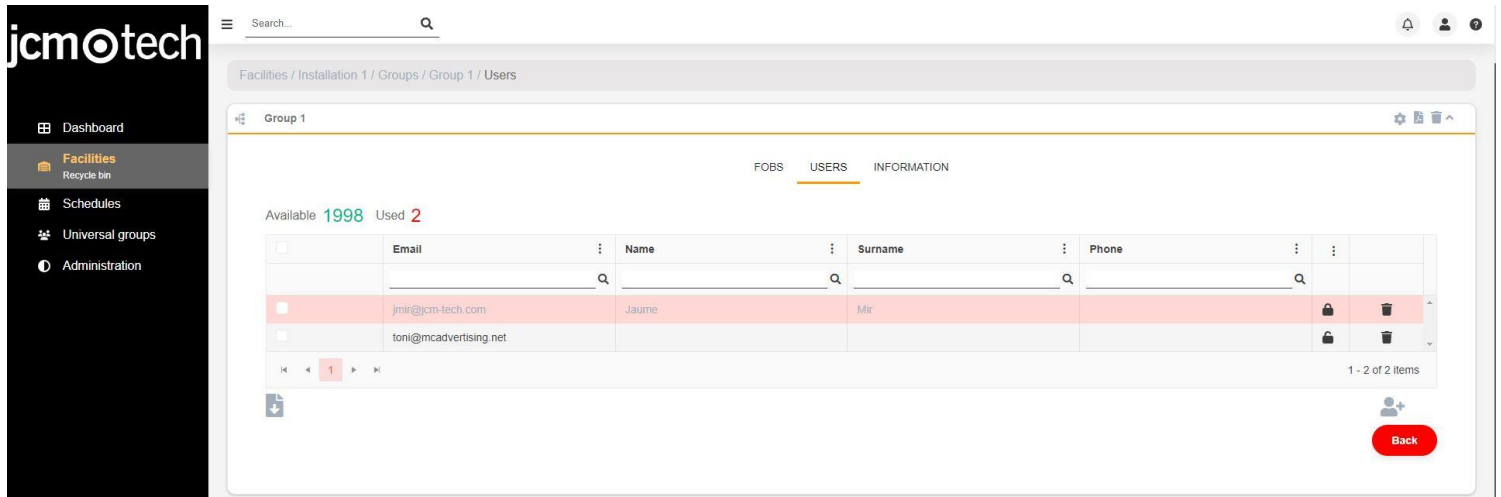 jcm tech
Search...
Facilities / Installation 1 / Groups / Group 1 / Users
Group 1
Dashboard
Facilities
Recycle bin
Schedules
Universal groups
Administration
FOBS USERS INFORMATION
Available 1998 Used 2
Email Name Surname Phone
jmir@jcm-tech.com Jaume Mir
toni@mcadvertising.net
1
1 - 2 of 2 items
Back